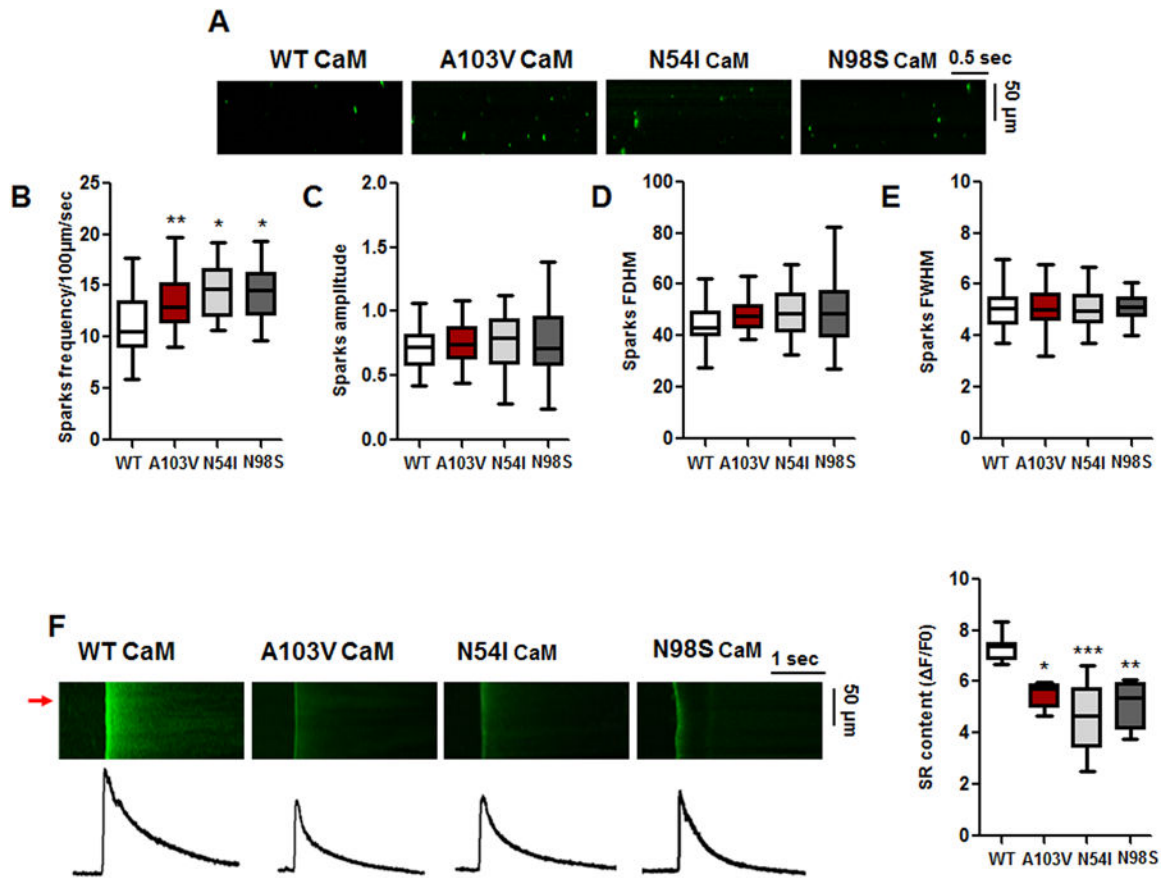 A
WT CaM A103V CaM N54I CaM N98S CaM 0.5 sec
50 µm
B
Sparks frequency/100µm/sec
25
20
15
10
5
0
** * *
WT A103V N54I N98S
C
Sparks amplitude
2.0
1.5
1.0
0.5
0.0
WT A103V N54I N98S
D
Sparks FDHM
100
80
60
40
20
0
WT A103V N54I N98S
E
Sparks FWHM
10
8
6
4
2
0
WT A103V N54I N98S
F
WT CaM A103V CaM N54I CaM N98S CaM 1 sec
50 µm
SR content (ΔF/F0)
10
8
6
4
2
0
* *** **
WT A103V N54I N98S